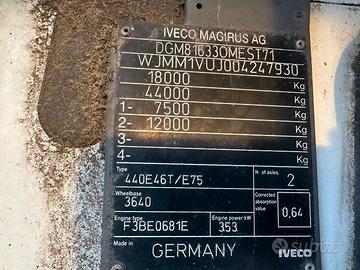 IVECO MAGIRUS AG
DGM81633OMEST71
WJMM1VUJ004247930
18000 Kg
44000 Kg
1- 7500 Kg
2- 12000 Kg
3- Kg
4- Kg
Type
440E46T/E75
N of axles
2
Wheelbase
3640
Corrected absorption value
0,64
Engine type
F3BE0681E
Engine power kW
353
Made in
GERMANY
IVECO
subito